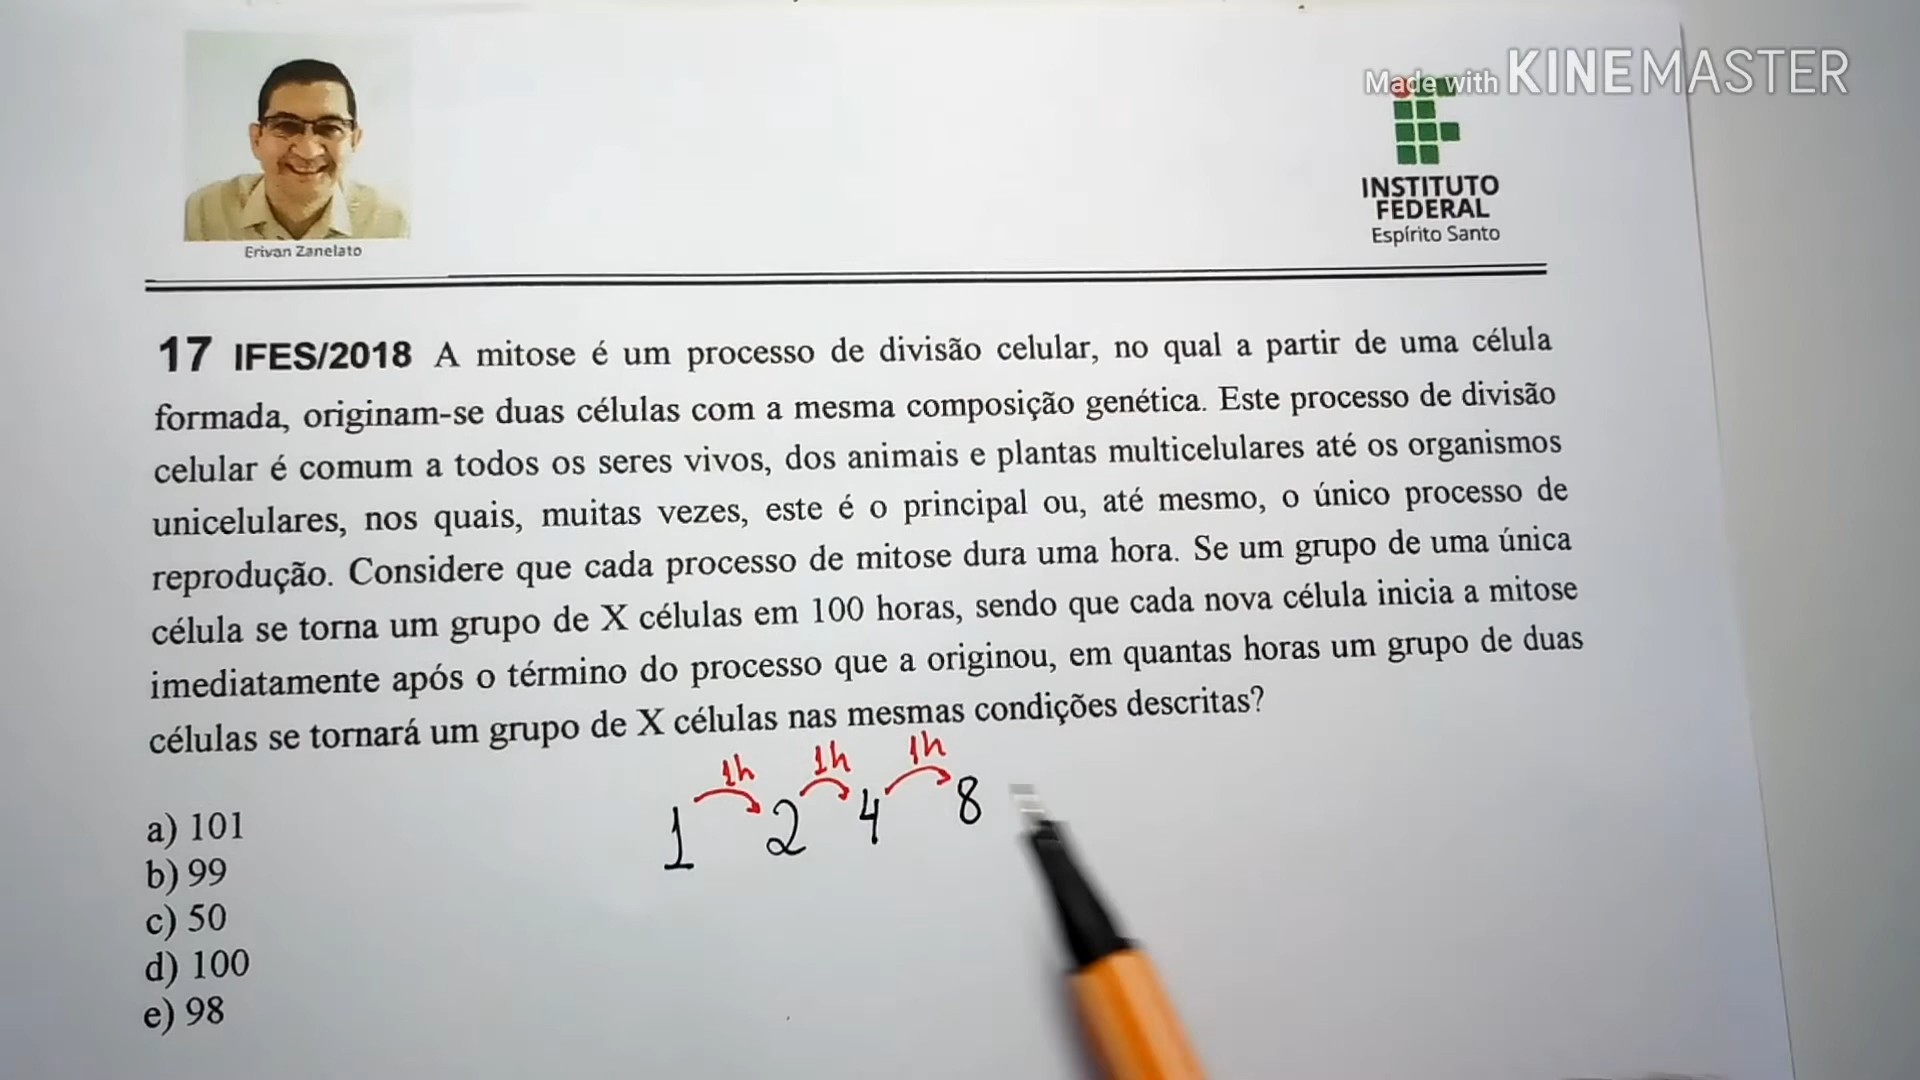 Made with KINEMASTER
INSTITUTO
FEDERAL
Espírito Santo
Erivan Zanelato
17 IFES/2018 A mitose é um processo de divisão celular, no qual a partir de uma célula
formada, originam-se duas células com a mesma composição genética. Este processo de divisão
celular é comum a todos os seres vivos, dos animais e plantas multicelulares até os organismos
unicelulares, nos quais, muitas vezes, este é o principal ou, até mesmo, o único processo de
reprodução. Considere que cada processo de mitose dura uma hora. Se um grupo de uma única
célula se torna um grupo de X células em 100 horas, sendo que cada nova célula inicia a mitose
imediatamente após o término do processo que a originou, em quantas horas um grupo de duas
células se tornará um grupo de X células nas mesmas condições descritas?
1h 1h 1h
1 2 4 8
a) 101
b) 99
c) 50
d) 100
e) 98